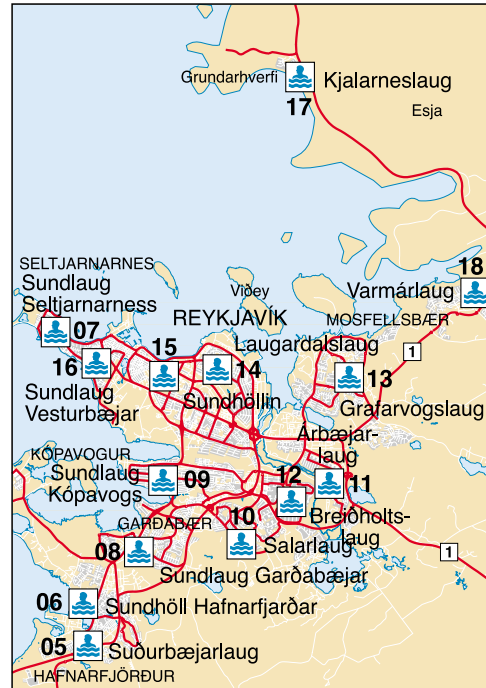 Grundarhverfi
Kjalarneslaug
17
Esja
18
SELTJARNARNES
Sundlaug
Seltjarnarness
Viðey
Varmárlaug
REYKJAVÍK
MOSFELLSBÆR
07
15
Laugardalslaug
1
16
14
13
Sundlaug
Vesturbæjar
Sundhöllin
Grafarvogslaug
Árbæjar-
laug
KÓPAVOGUR
Sundlaug
Kópavogs
09
12
11
GARÐABÆR
10
Breiðholts-
laug
08
Salarlaug
1
Sundlaug Garðabæjar
06
Sundhöll Hafnarfjarðar
05
Suðurbæjarlaug
HAFNARFJÖRÐUR